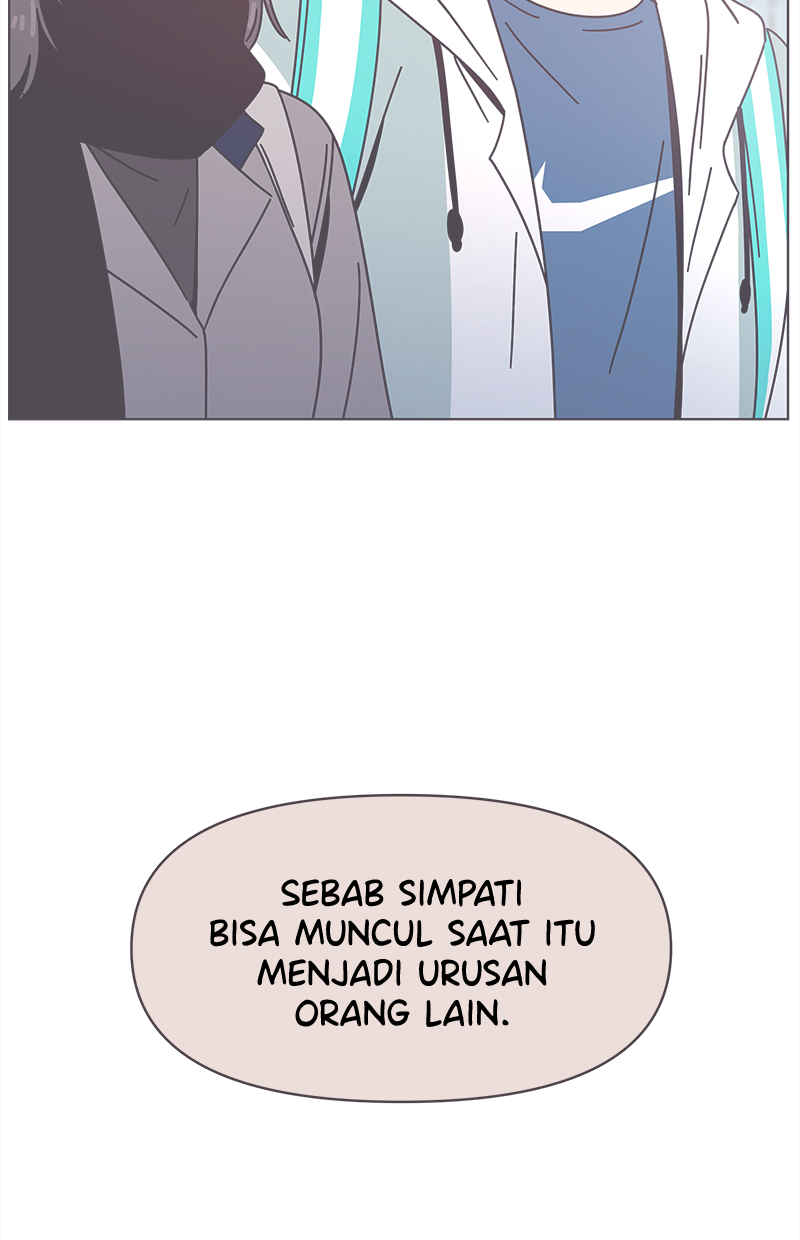 SEBAB SIMPATI
BISA MUNCUL SAAT ITU
MENJADI URUSAN
ORANG LAIN.